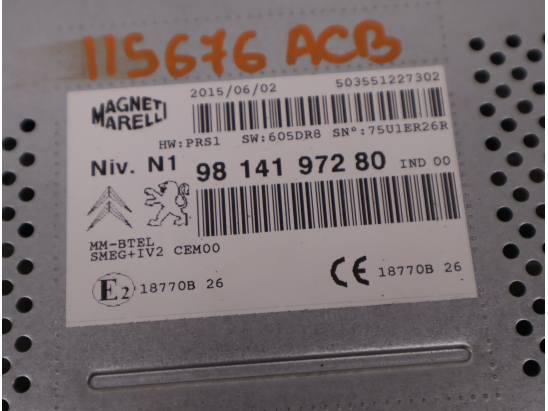 115676 ACB
2015/06/02 503551227302
MAGNETI MARELLI
HW:PRS1 SW:605DR8 SN°:75U1ER26R
Niv. N1 98 141 972 80 IND 00
MM-BTEL
SMEG+IV2 CEM00
E2 18770B 26 CE 18770B 26